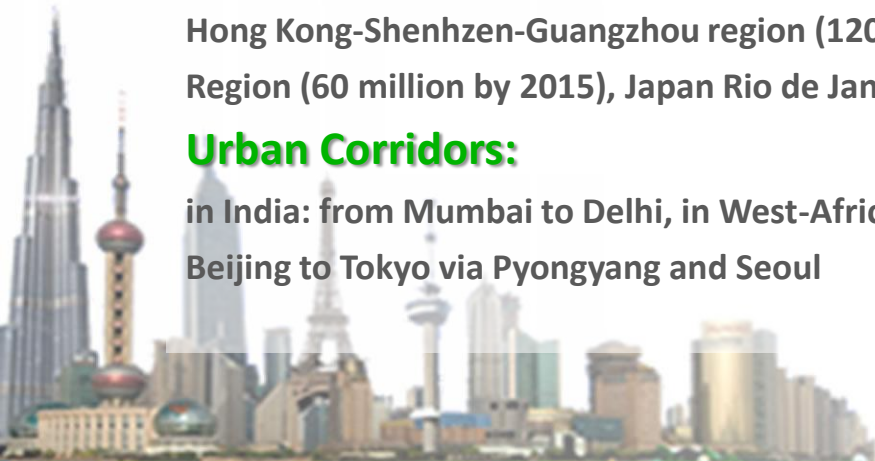 Hong Kong-Shenhzen-Guangzhou region (120
Region (60 million by 2015), Japan Rio de Jan
Urban Corridors:
in India: from Mumbai to Delhi, in West-Afric
Beijing to Tokyo via Pyongyang and Seoul